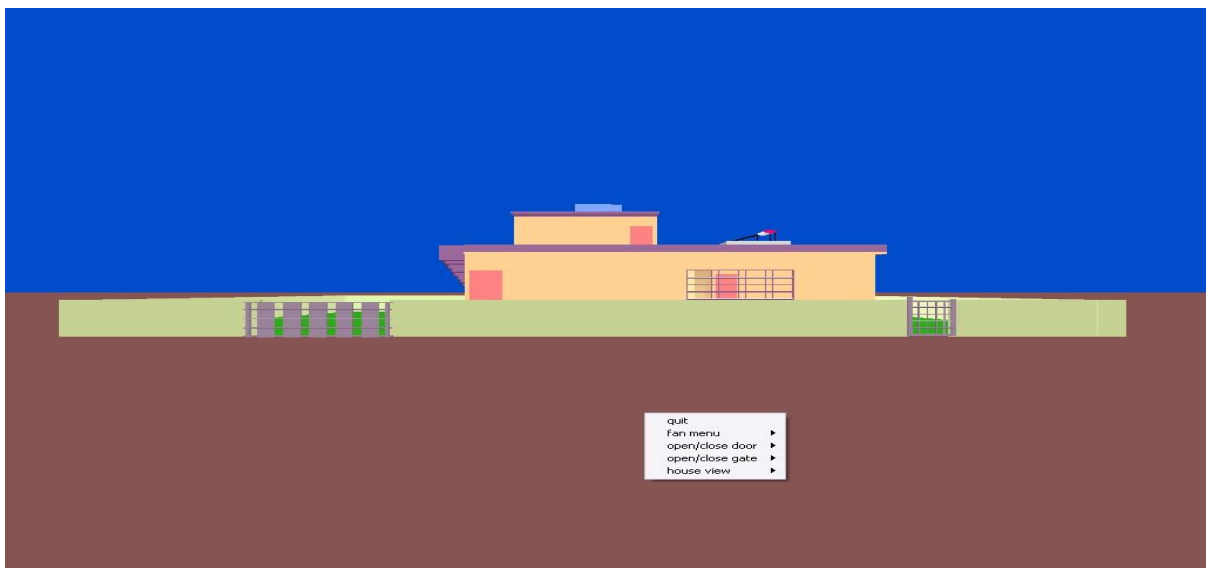 quit
fan menu
open/close door
open/close gate
house view